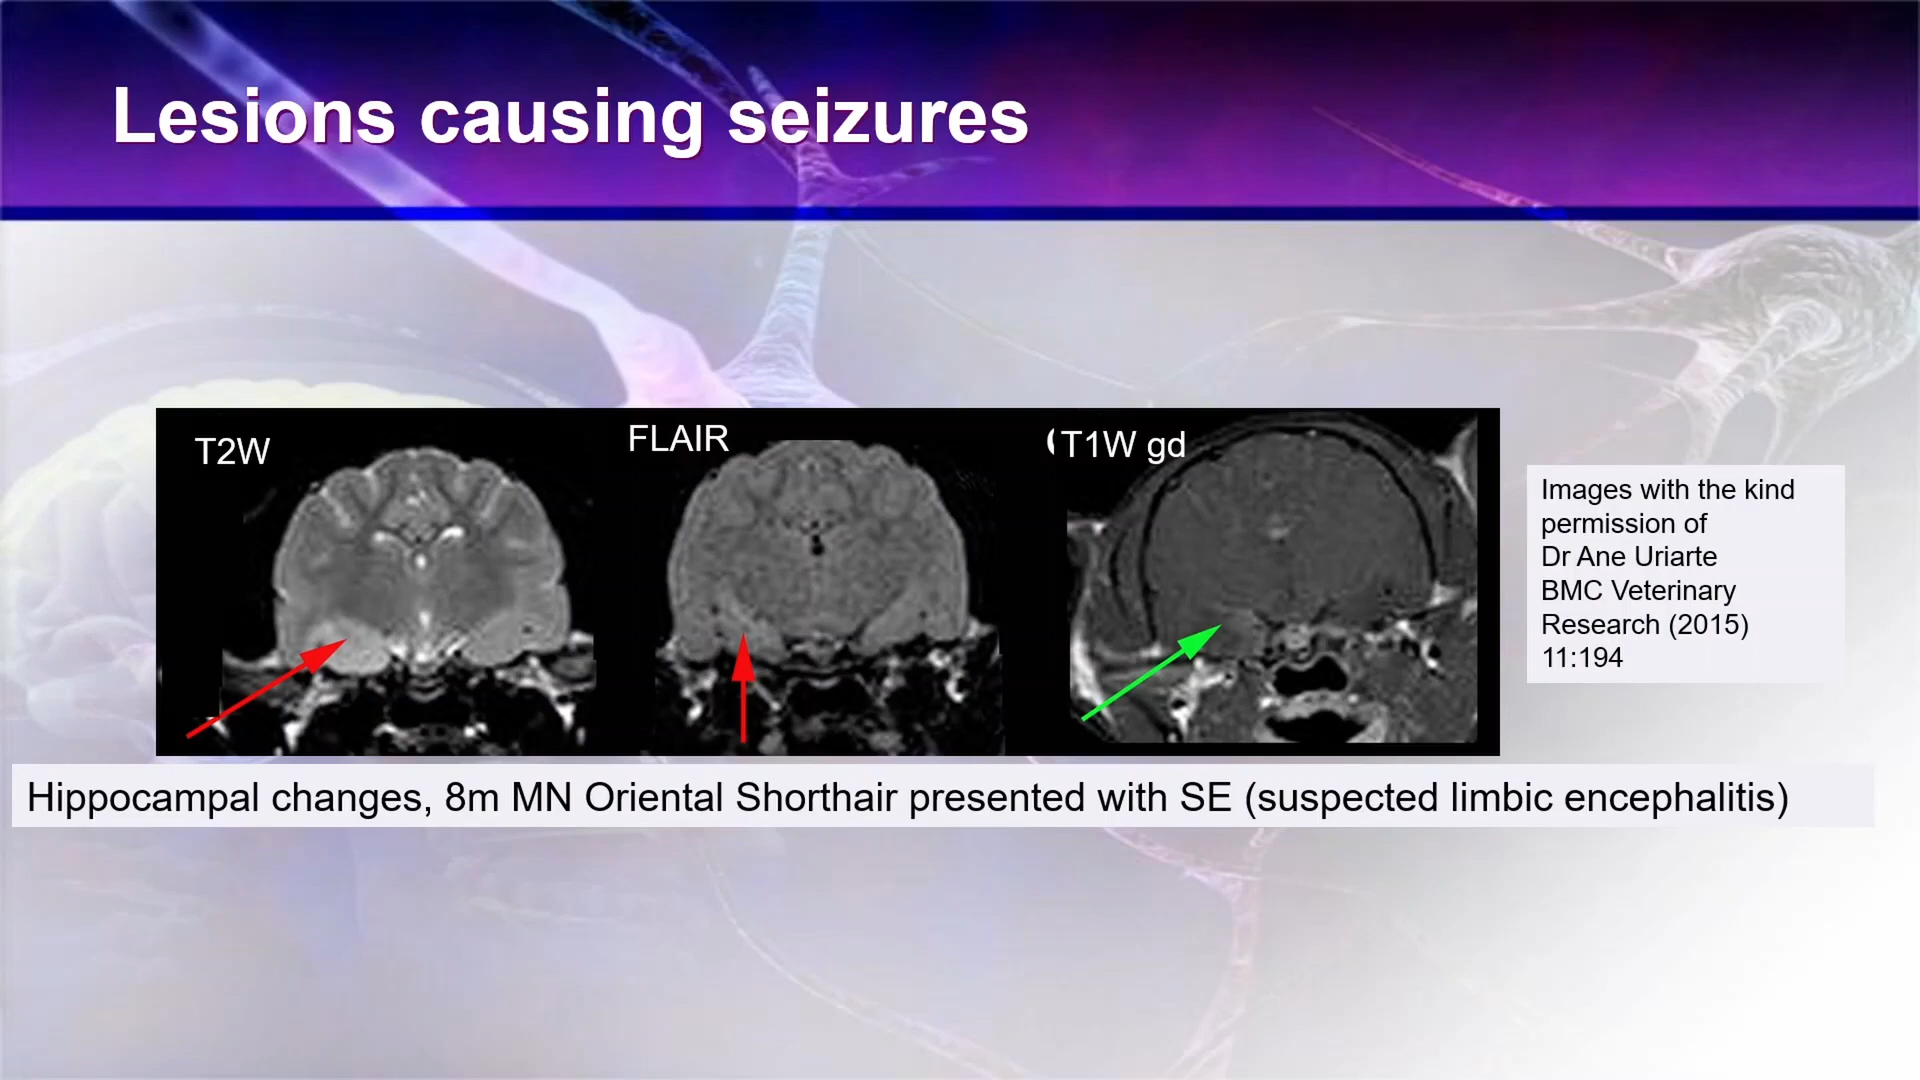 Lesions causing seizures
T2W
FLAIR
T1W gd
Images with the kind
permission of
Dr Ane Uriarte
BMC Veterinary
Research (2015)
11:194
Hippocampal changes, 8m MN Oriental Shorthair presented with SE (suspected limbic encephalitis)